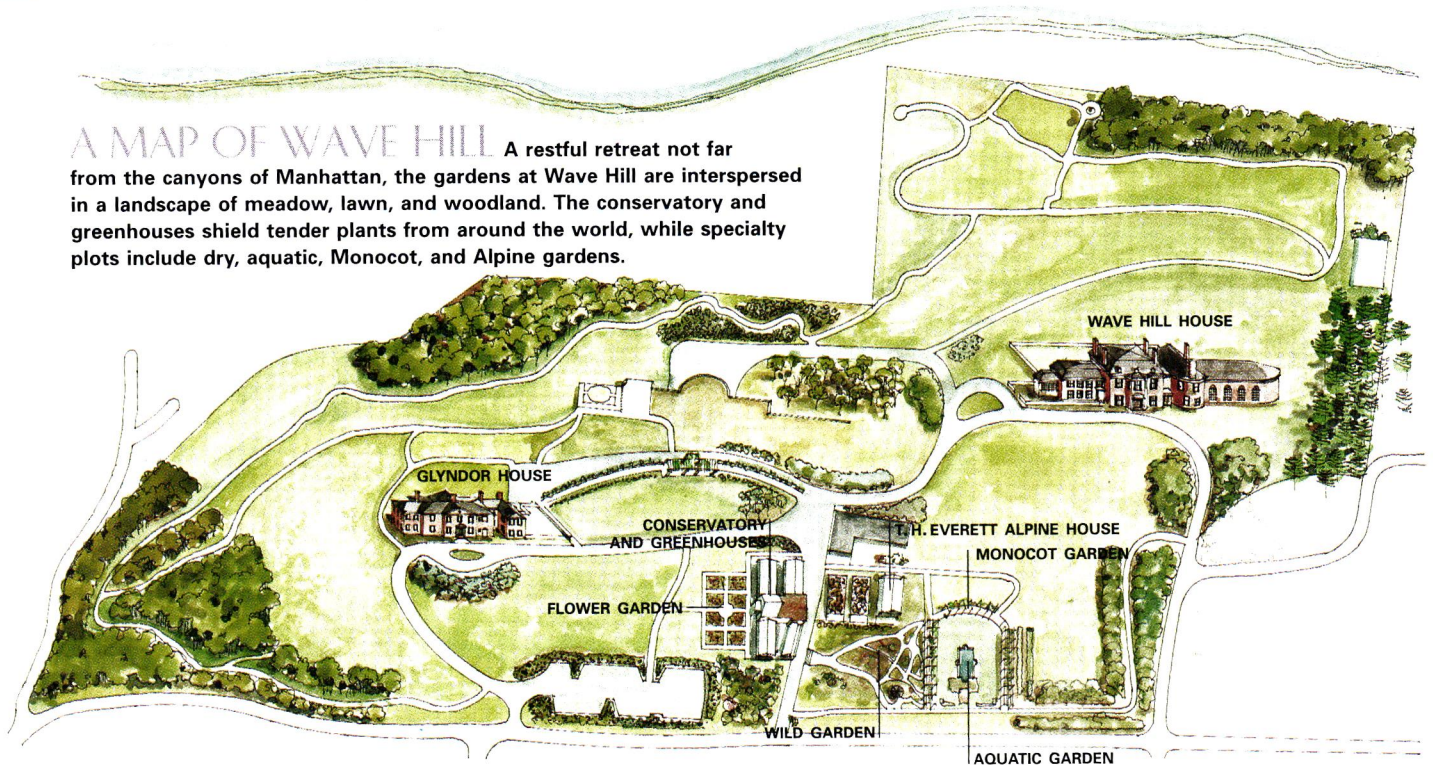 A MAP OF WAVE HILL A restful retreat not far
from the canyons of Manhattan, the gardens at Wave Hill are interspersed
in a landscape of meadow, lawn, and woodland. The conservatory and
greenhouses shield tender plants from around the world, while specialty
plots include dry, aquatic, Monocot, and Alpine gardens.
WAVE HILL HOUSE
GLYNDOR HOUSE
CONSERVATORY
AND GREENHOUSES
T. H. EVERETT ALPINE HOUSE
MONOCOT GARDEN
FLOWER GARDEN
WILD GARDEN
AQUATIC GARDEN